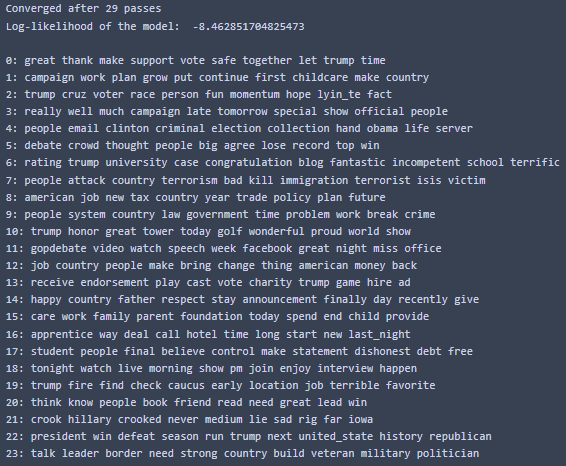 Converged after 29 passes
Log-likelihood of the model:  -8.462851704825473
0: great thank make support vote safe together let trump time
1: campaign work plan grow put continue first childcare make country
2: trump cruz voter race person fun momentum hope lyin_te fact
3: really well much campaign late tomorrow special show official people
4: people email clinton criminal election collection hand obama life server
5: debate crowd thought people big agree lose record top win
6: rating trump university case congratulation blog fantastic incompetent school terrific
7: people attack country terrorism bad kill immigration terrorist isis victim
8: american job new tax country year trade policy plan future
9: people system country law government time problem work break crime
10: trump honor great tower today golf wonderful proud world show
11: gopdebate video watch speech week facebook great night miss office
12: job country people make bring change thing american money back
13: receive endorsement play cast vote charity trump game hire ad
14: happy country father respect stay announcement finally day recently give
15: care work family parent foundation today spend end child provide
16: apprentice way deal call hotel time long start new last_night
17: student people final believe control make statement dishonest debt free
18: tonight watch live morning show pm join enjoy interview happen
19: trump fire find check caucus early location job terrible favorite
20: think know people book friend read need great lead win
21: crook hillary crooked never medium lie sad rig far iowa
22: president win defeat season run trump next united_state history republican
23: talk leader border need strong country build veteran military politician